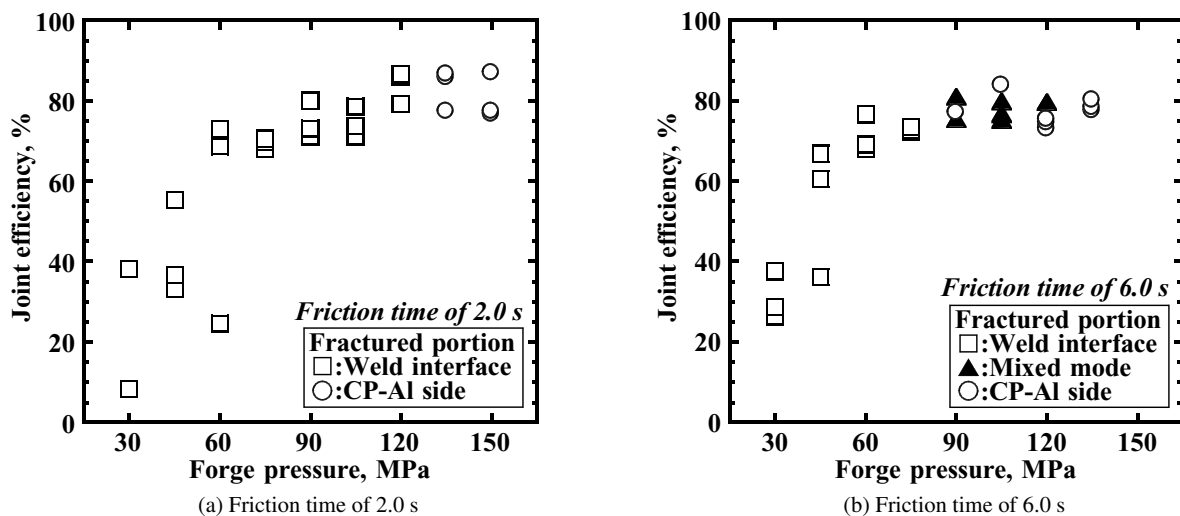 100
80
60
40
20
0
Joint efficiency, %
Friction time of 2.0 s
Fractured portion
□:Weld interface
○:CP-Al side
30 60 90 120 150
Forge pressure, MPa
(a) Friction time of 2.0 s
100
80
60
40
20
0
Joint efficiency, %
Friction time of 6.0 s
Fractured portion
□:Weld interface
▲:Mixed mode
○:CP-Al side
30 60 90 120 150
Forge pressure, MPa
(b) Friction time of 6.0 s